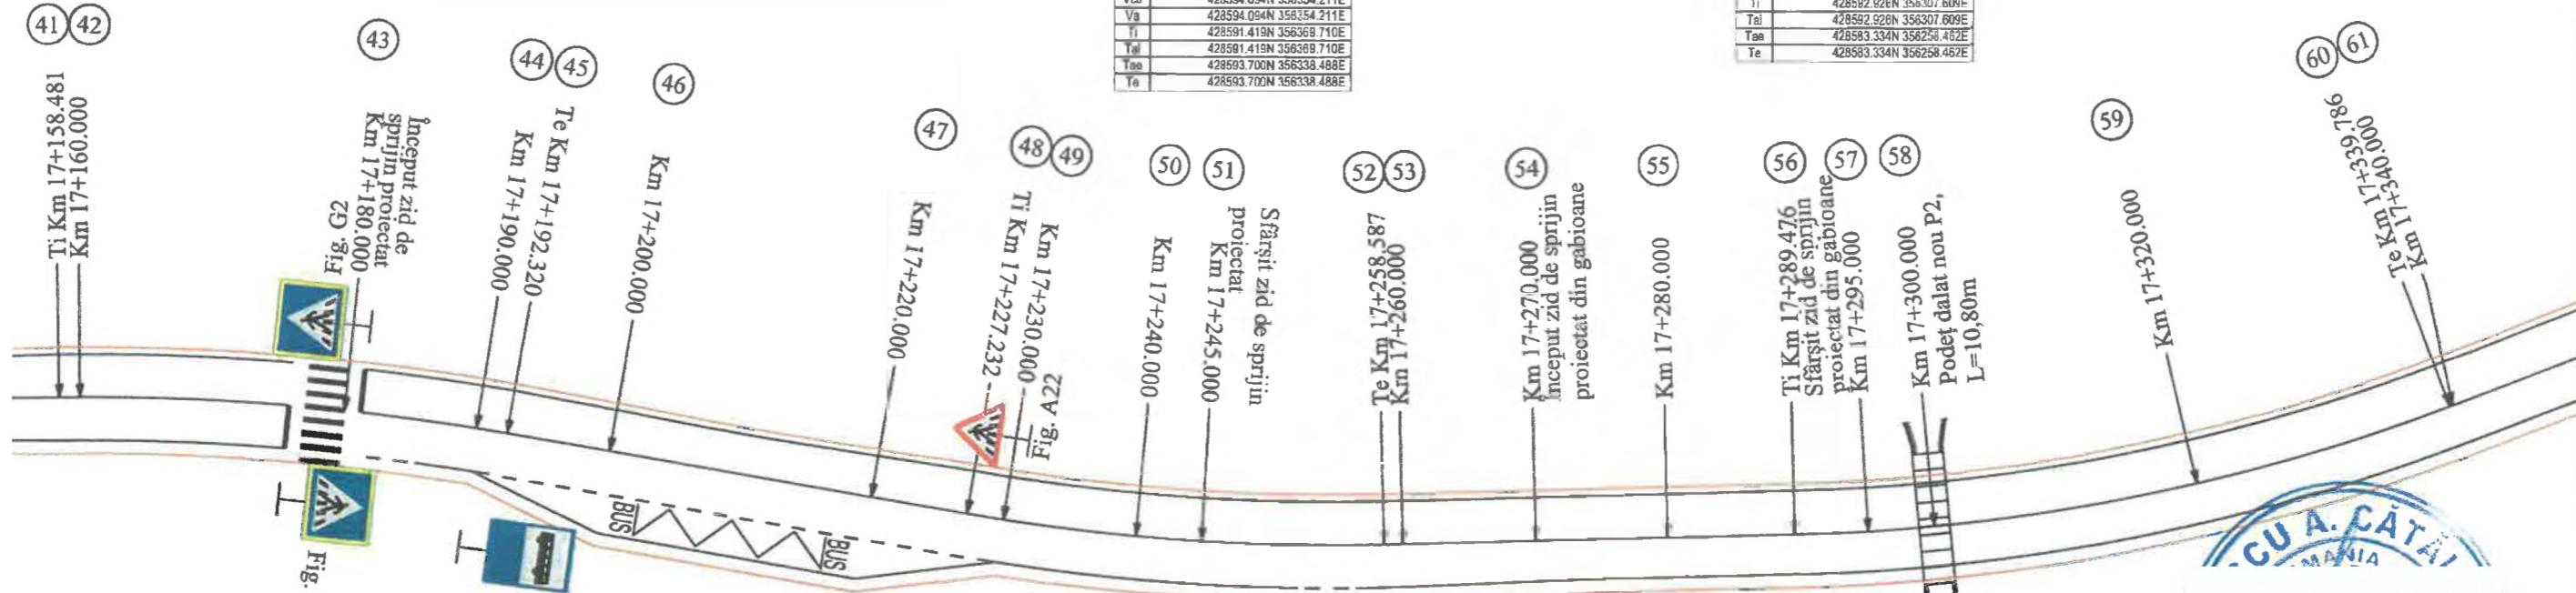 Va
428594.094N 356354.211E
Ti
428591.419N 356369.710E
Tai
428591.419N 356369.710E
Tae
428593.700N 356338.488E
Te
428593.700N 356338.488E
Ti
428592.926N 356307.609E
Tai
428592.926N 356307.609E
Tae
428583.334N 356258.462E
Te
428583.334N 356258.462E
41
42
Ti Km 17+158.481
Km 17+160.000
43
Început zid de
sprijin proiectat
Km 17+180.000
Fig. G2
44
45
Te Km 17+192.320
Km 17+190.000
46
Km 17+200.000
47
Km 17+220.000
48
49
Km 17+230.000
Ti Km 17+227.232
Fig. A22
50
Km 17+240.000
51
Sfârșit zid de sprijin
proiectat
Km 17+245.000
52
53
Te Km 17+258.587
Km 17+260.000
54
Km 17+270.000
Început zid de sprijin
proiectat din gabioane
55
Km 17+280.000
56
57
58
Ti Km 17+289.476
Sfârșit zid de sprijin
proiectat din gabioane
Km 17+295.000
Km 17+300.000
Podeț dalat nou P2,
L=10,80m
59
Km 17+320.000
60
61
Te Km 17+339.786
Km 17+340.000
BUS
BUS
Fig.
CU A. CĂTĂ
MANIA